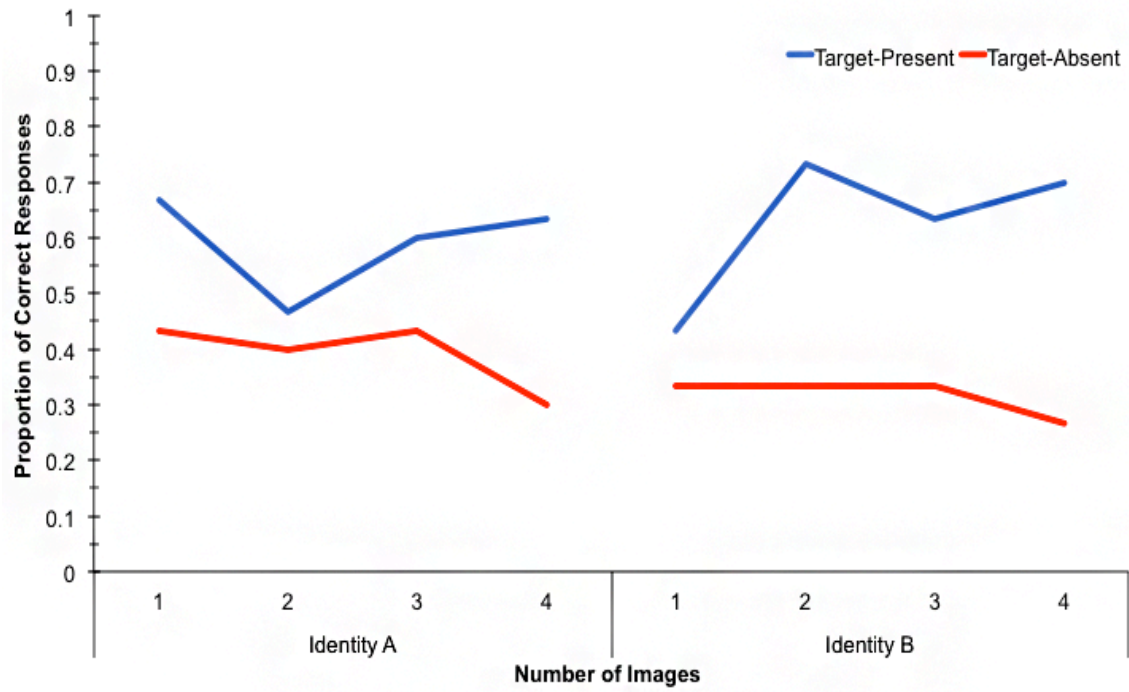 Target-Present Target-Absent
Proportion of Correct Responses
1
0.9
0.8
0.7
0.6
0.5
0.4
0.3
0.2
0.1
0
1 2 3 4 1 2 3 4
Identity A Identity B
Number of Images